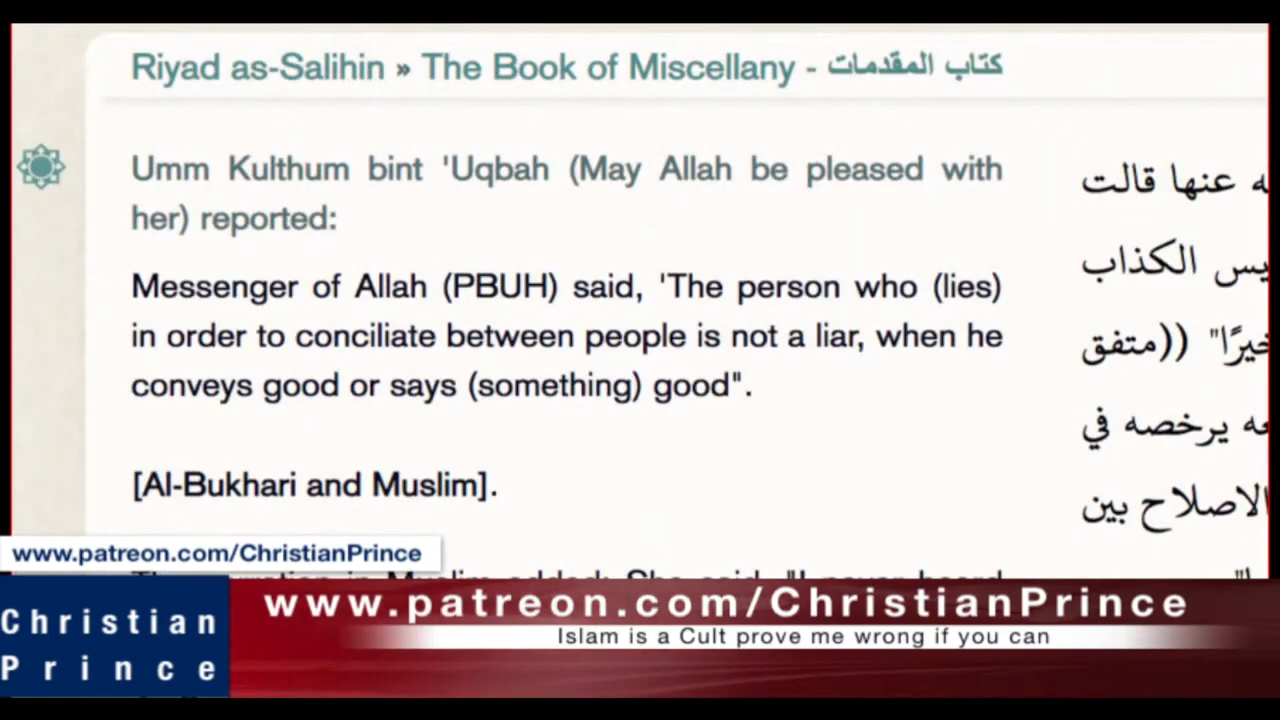 Riyad as-Salihin » The Book of Miscellany - كتاب المقدمات
Umm Kulthum bint 'Uqbah (May Allah be pleased with
her) reported:
Messenger of Allah (PBUH) said, 'The person who (lies)
in order to conciliate between people is not a liar, when he
conveys good or says (something) good".
[Al-Bukhari and Muslim].
عنها قالت
الكذاب
خيرًا" ((متفق
يرخصه في
الاصلاح بين
www.patreon.com/ChristianPrince
Christian
Prince
www.patreon.com/ChristianPrince
Islam is a Cult prove me wrong if you can